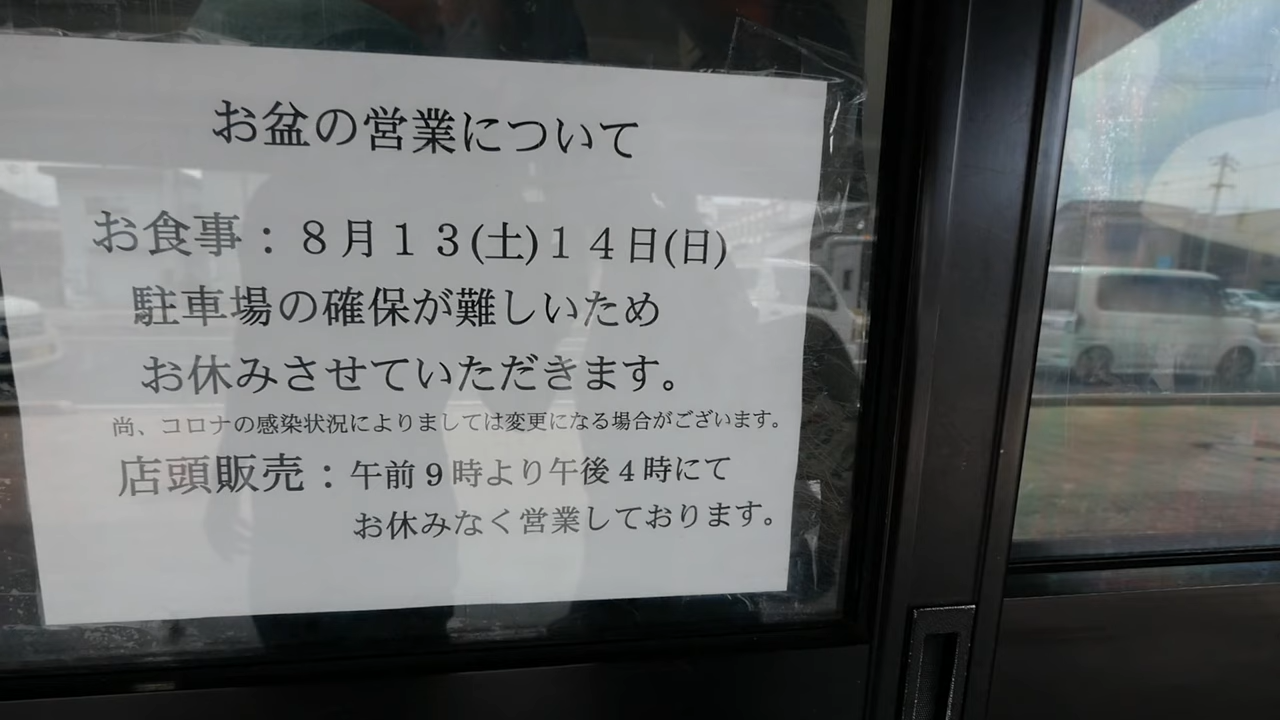 お盆の営業について
お食事：８月１３(土)１４日(日)
駐車場の確保が難しいため
お休みさせていただきます。
尚、コロナの感染状況によりましては変更になる場合がございます。
店頭販売：午前９時より午後４時にて
お休みなく営業しております。